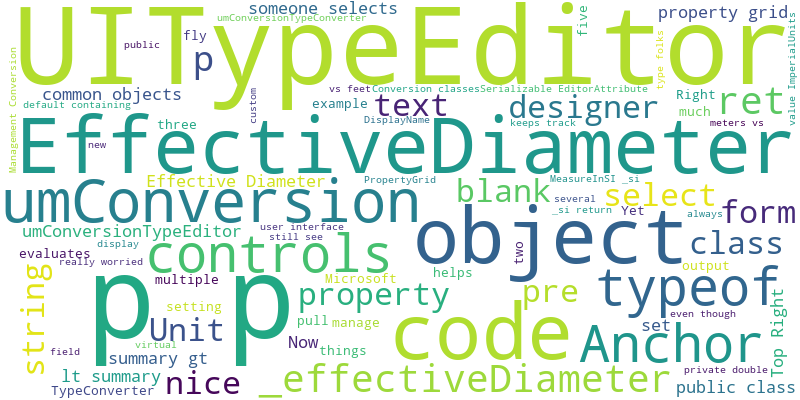 someone selects
umConversionTypeConverter
property grid
UITypeEditor
public
fly
p
five
type folks
value ImperialUnits
Management Conversion
common objects
default containing
custom
vs feet
Conversion classes
Serializable EditorAttribute
example
text
designer
Right
much
ret
three
DisplayName
keeps track
meters vs
new
EffectiveDiameter
Effective Diameter
PropertyGrid
MeasureInSI _si
umConversion
blank
several
select
_si return
Yet
always
form
umConversionTypeEditor
user interface
still see
object
class
display
controls
two
evaluates
really worried
multiple
Microsoft
helps
typeof
output
string
p p
setting
property
pre
Unit
pull
manage
code
set
even though
Top Right
Now
things
Anchor
virtual
field
summary gt
lt summary
nice
_effectiveDiameter
private double
TypeConverter
public class